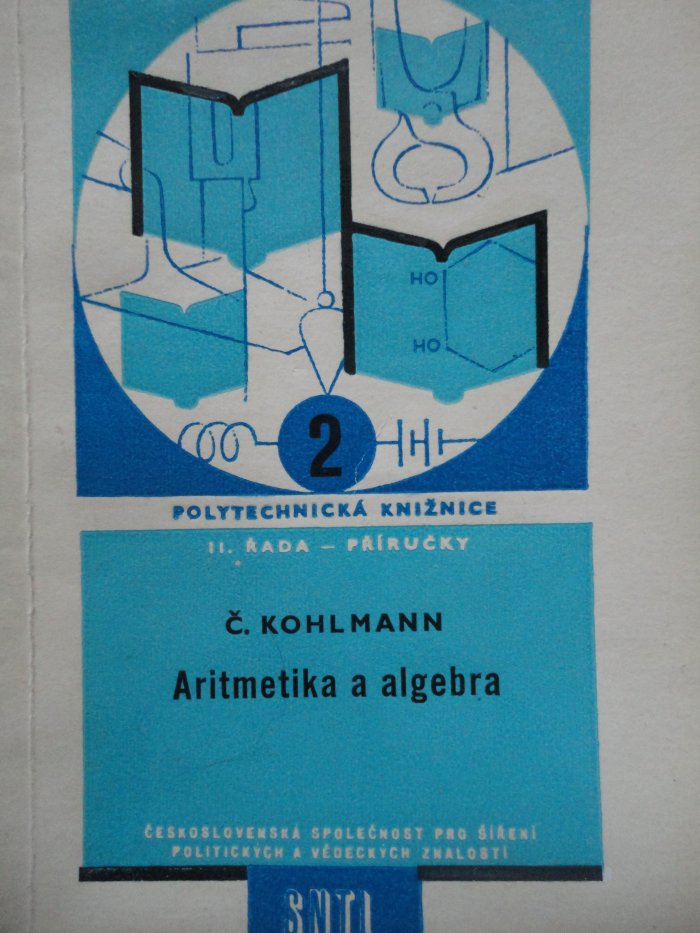 HO
HO
2
POLYTECHNICKÁ KNIŽNICE
II. ŘADA — PŘÍRUČKY
Č. KOHLMANN
Aritmetika a algebra
ČESKOSLOVENSKÁ SPOLEČNOST PRO ŠÍŘENÍ
POLITICKÝCH A VĚDECKÝCH ZNALOSTÍ
SNTL